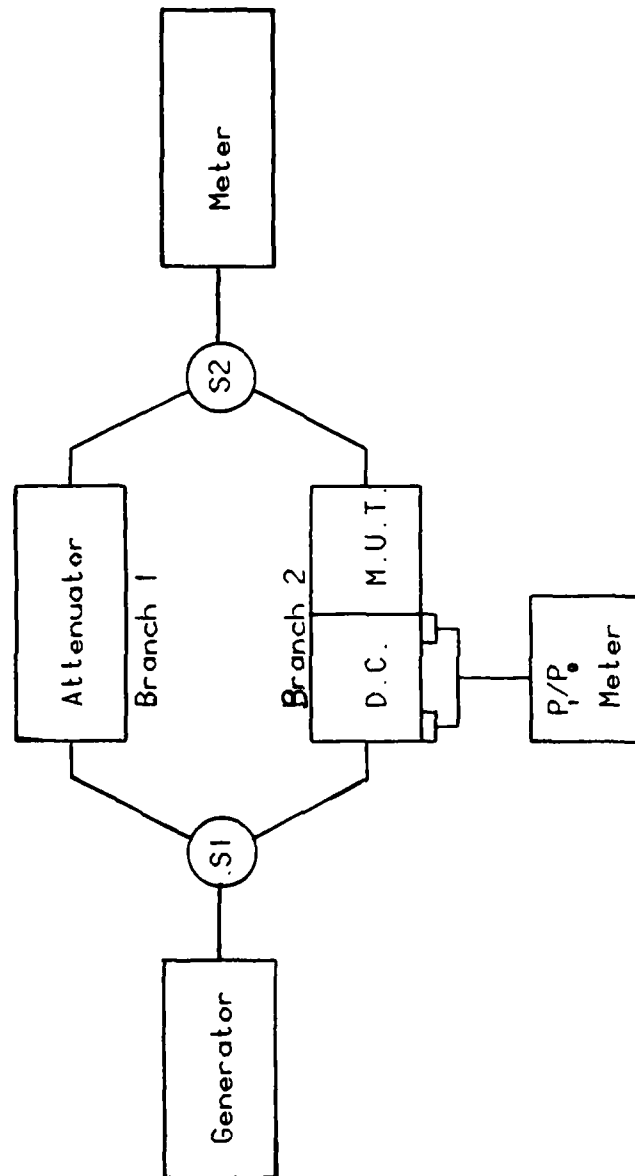 Generator
.S1
Attenuator
Branch 1
Branch 2
D.C.
M.U.T.
P₁/P₀
Meter
S2
Meter